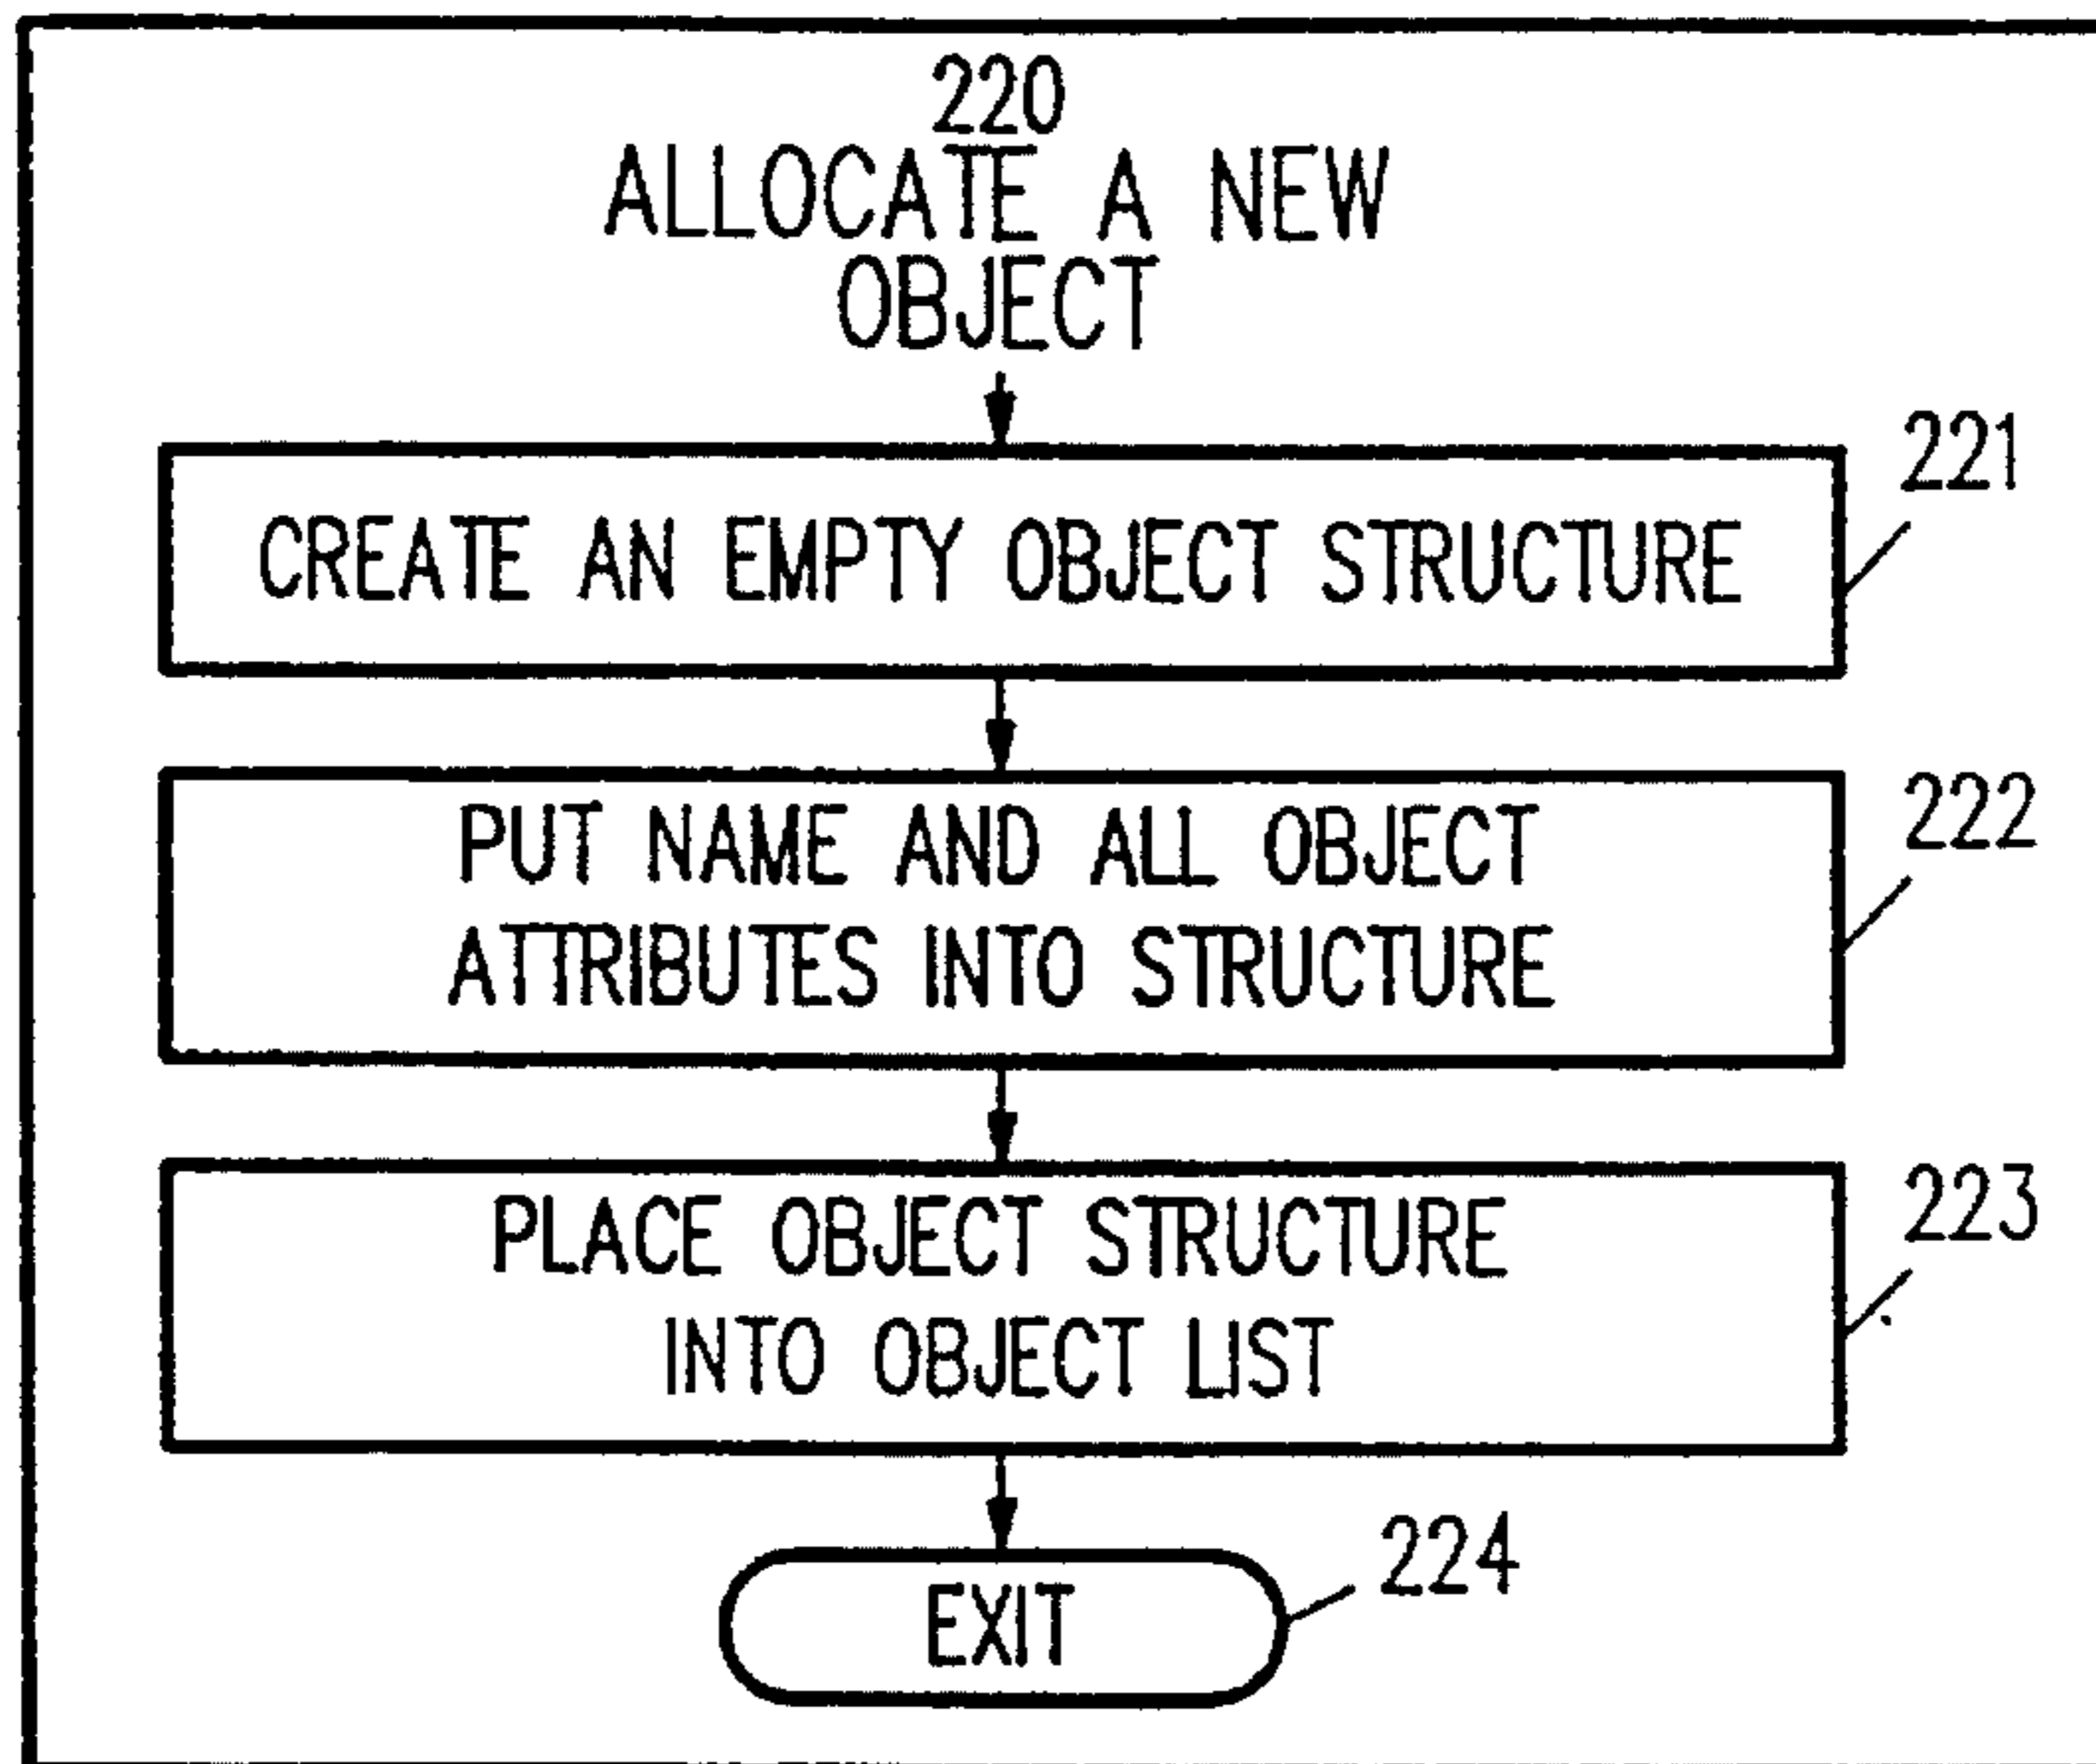 220
ALLOCATE A NEW
OBJECT
221
CREATE AN EMPTY OBJECT STRUCTURE
222
PUT NAME AND ALL OBJECT
ATTRIBUTES INTO STRUCTURE
223
PLACE OBJECT STRUCTURE
INTO OBJECT LIST
224
EXIT